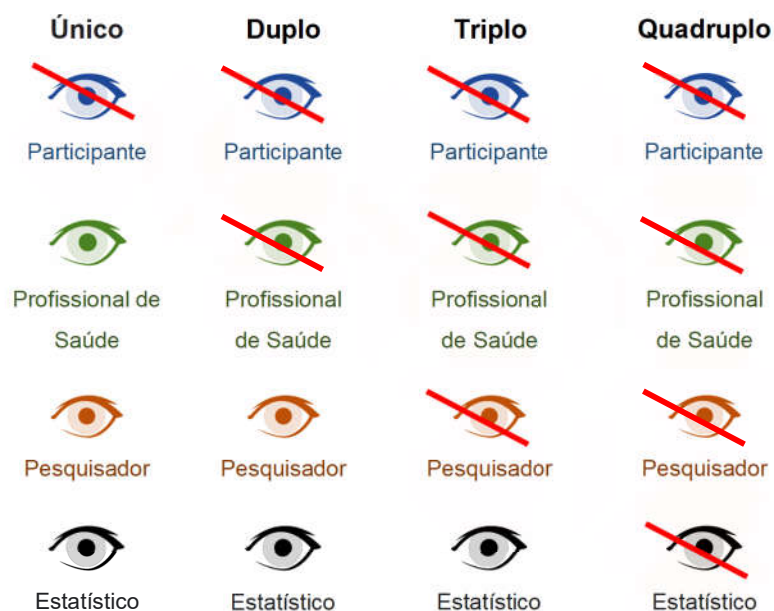 Único Duplo Triplo Quadruplo
Participante Participante Participante Participante
Profissional de Profissional Profissional Profissional
Saúde de Saúde de Saúde de Saúde
Pesquisador Pesquisador Pesquisador Pesquisador
Estatístico Estatístico Estatístico Estatístico